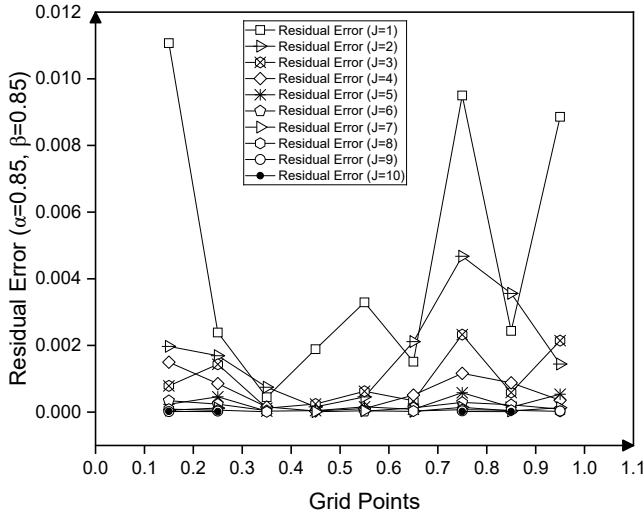 0.012
0.010
0.008
0.006
0.004
0.002
0.000
Residual Error (α=0.85, β=0.85)
Residual Error (J=1)
Residual Error (J=2)
Residual Error (J=3)
Residual Error (J=4)
Residual Error (J=5)
Residual Error (J=6)
Residual Error (J=7)
Residual Error (J=8)
Residual Error (J=9)
Residual Error (J=10)
0.0 0.1 0.2 0.3 0.4 0.5 0.6 0.7 0.8 0.9 1.0 1.1
Grid Points